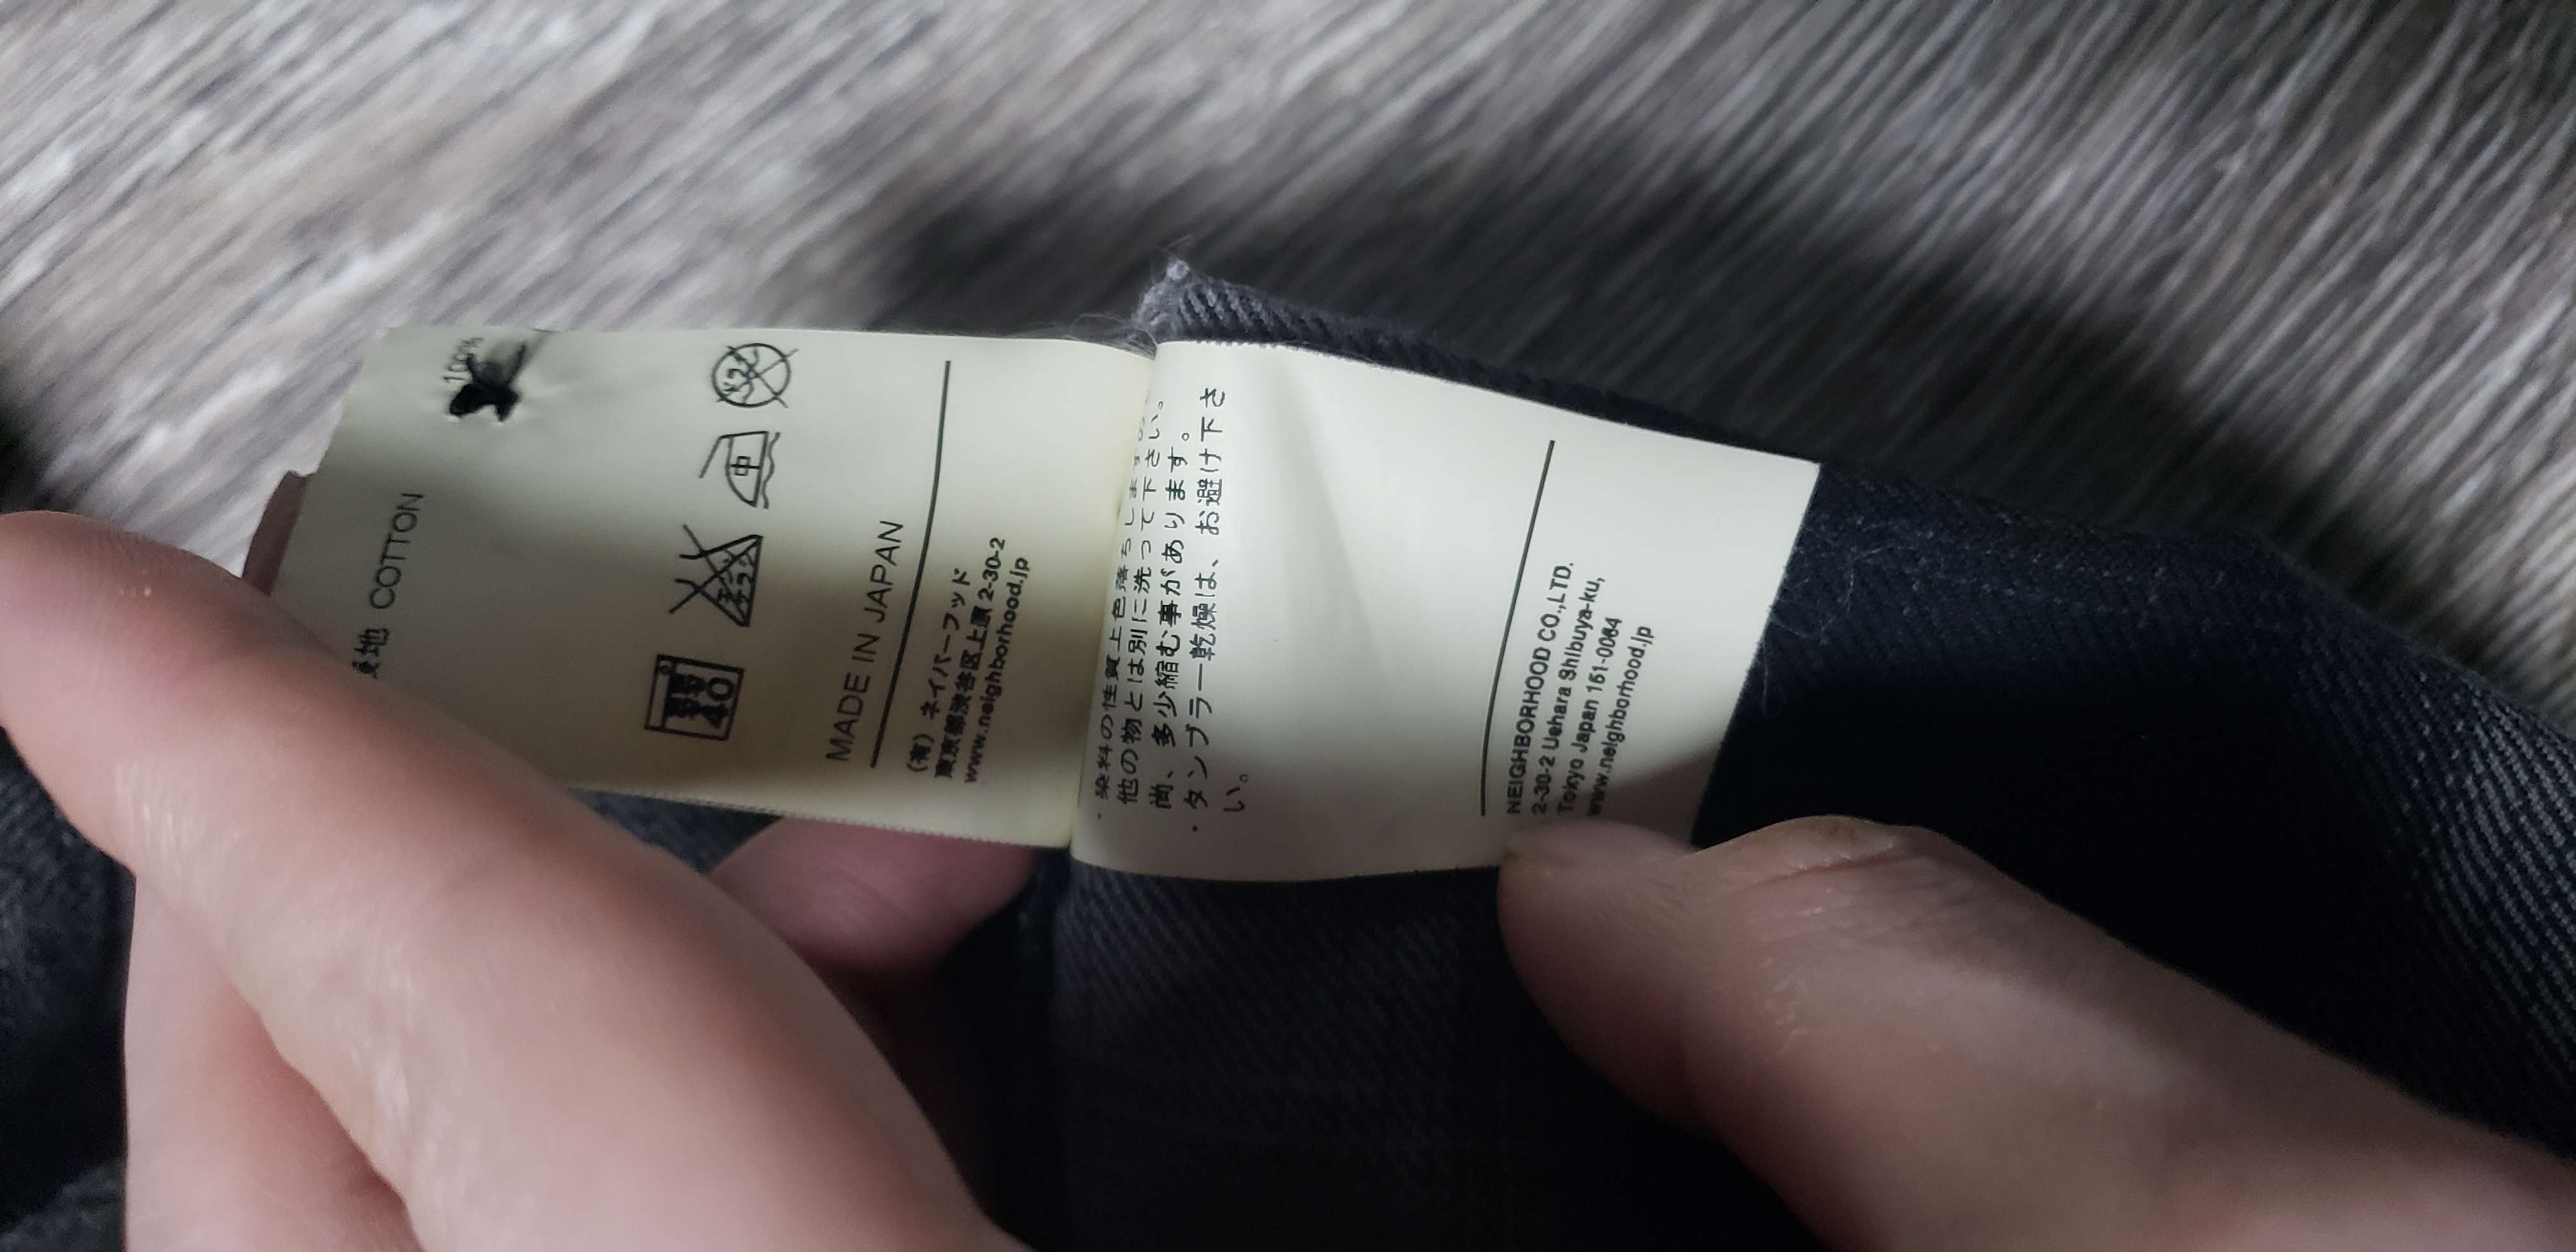 地 COTTON 100%
40
中
MADE IN JAPAN
(有) ネイバーフッド
東京都渋谷区上原 2-30-2
www.neighborhood.jp
・染料の性質上色落ちします
他の物とは別に洗って下さい。
尚、多少縮む事があります。
・タンブラー乾燥は、お避け下さ
い。
NEIGHBORHOOD CO.,LTD.
2-30-2 Uehara Shibuya-ku,
Tokyo Japan 151-0064
www.neighborhood.jp